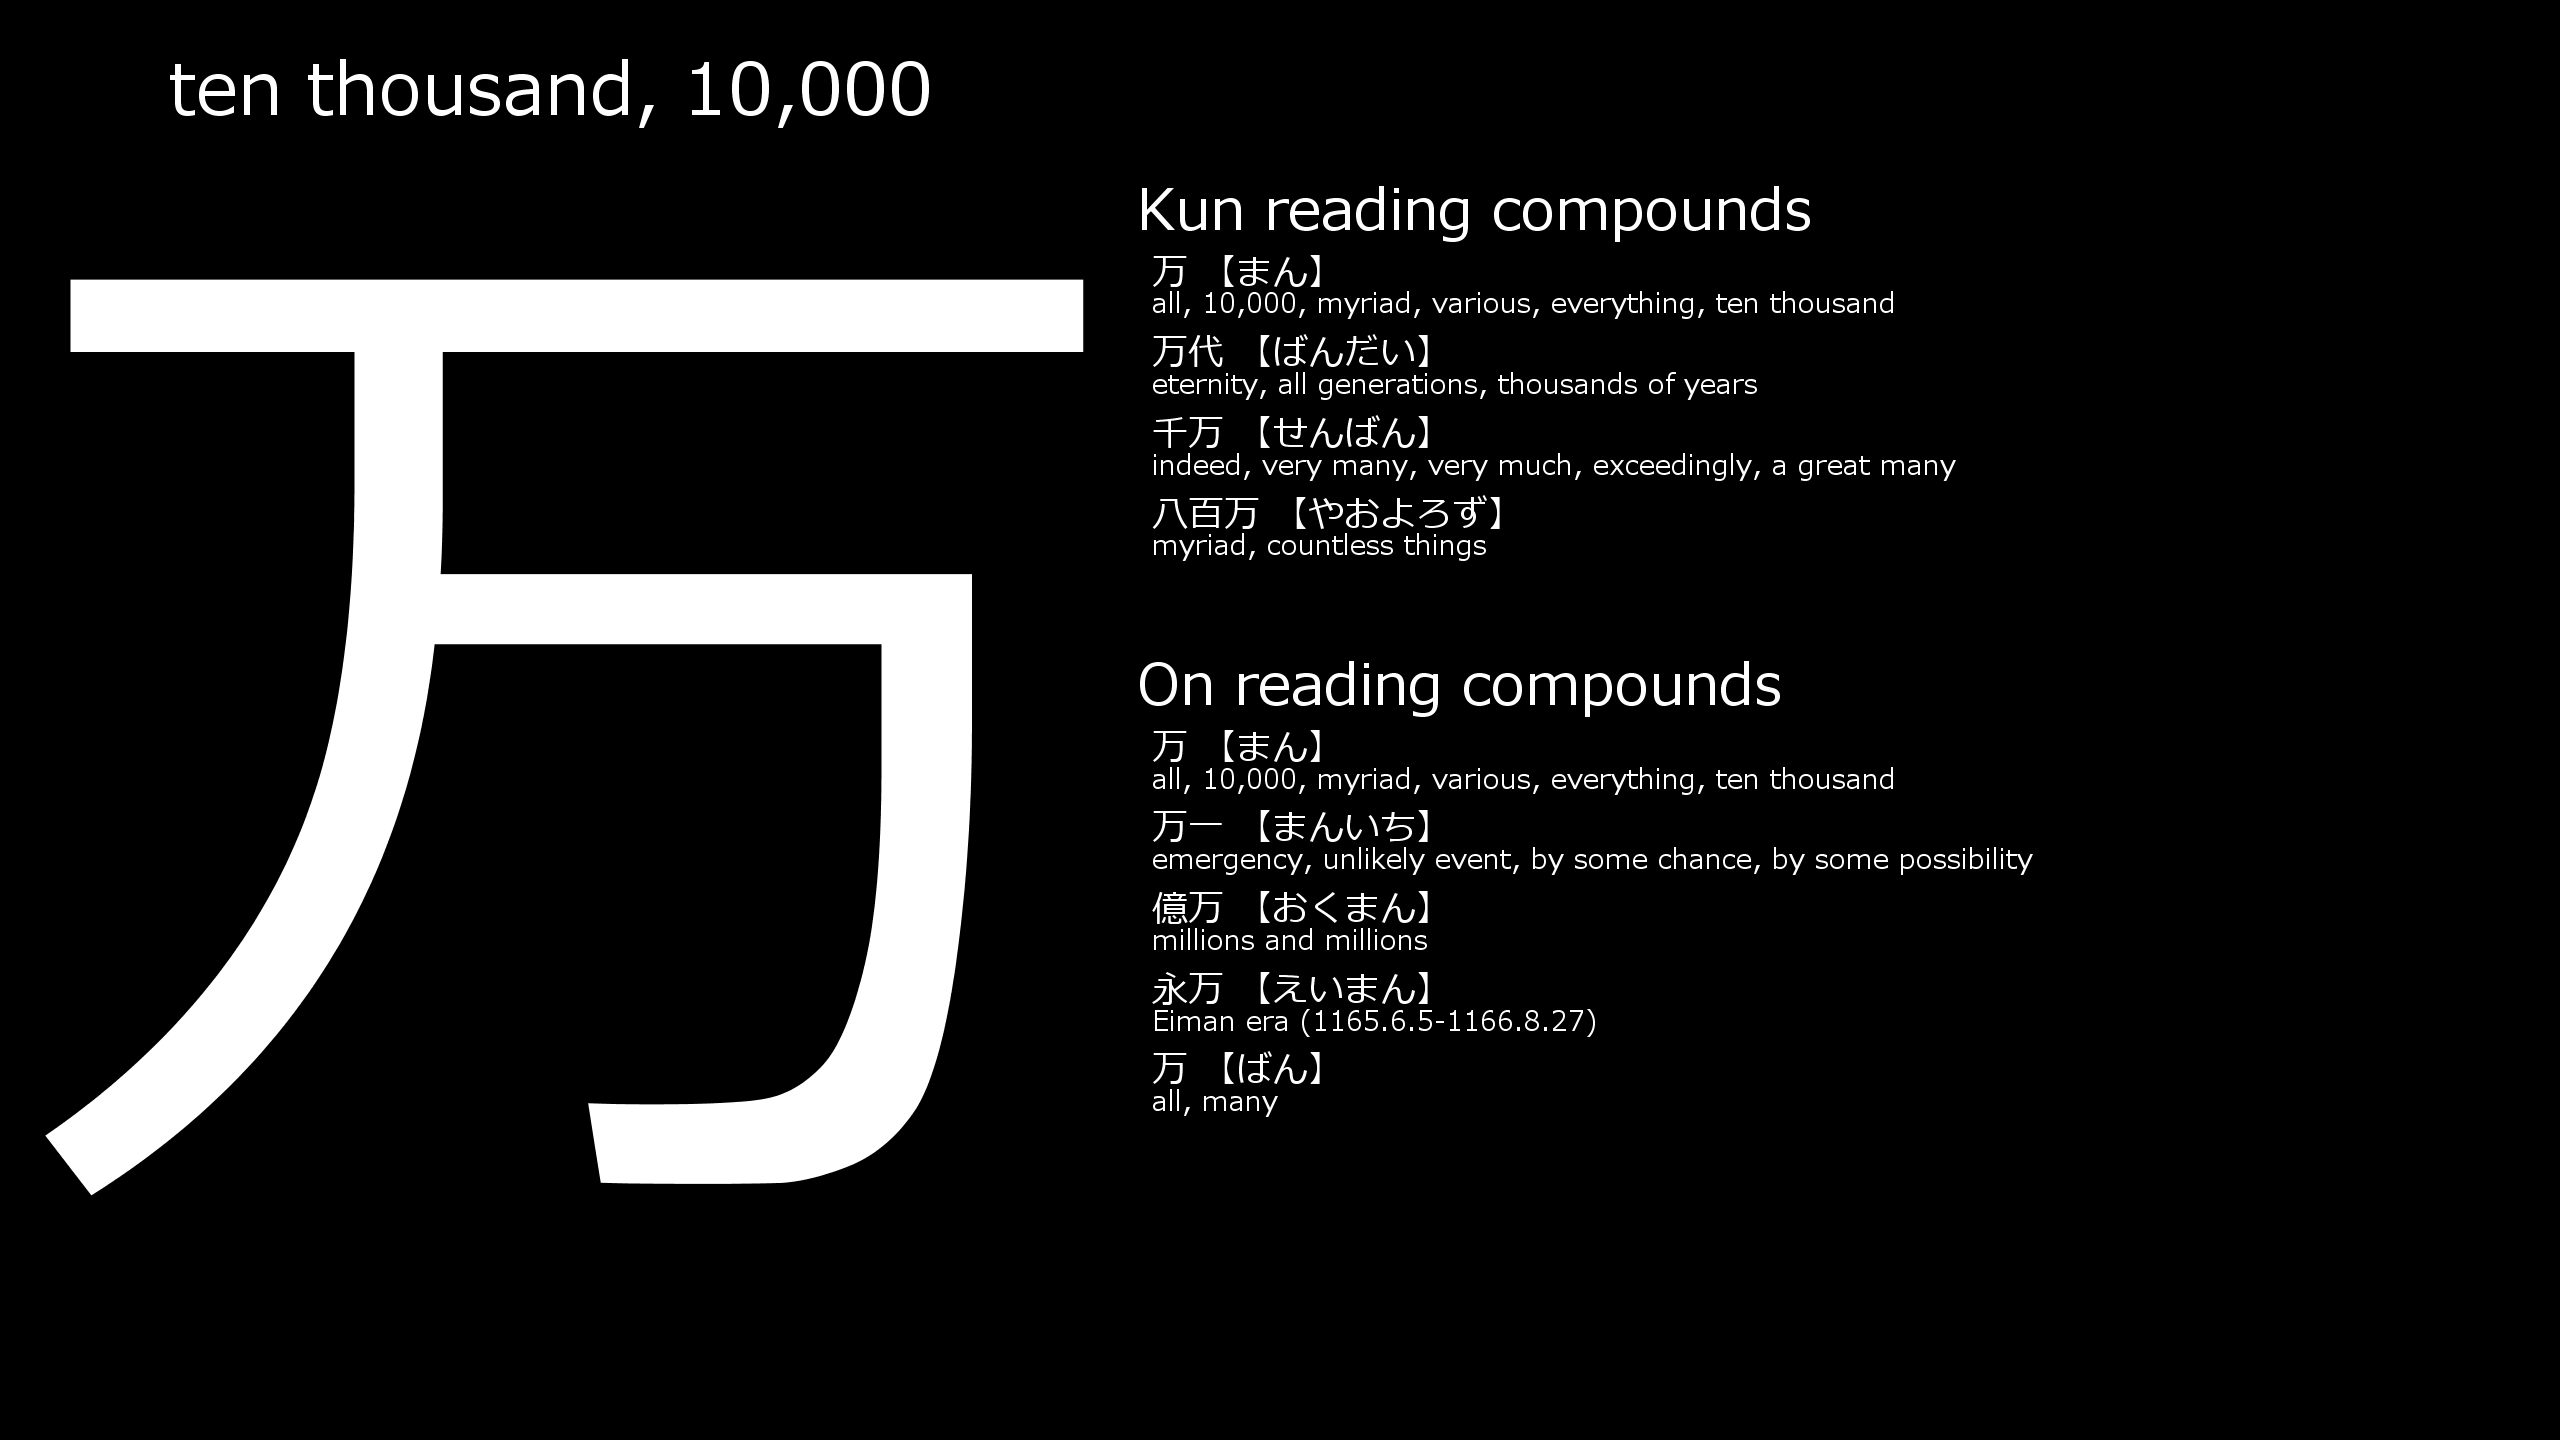 ten thousand, 10,000
万
Kun reading compounds
万 【まん】
all, 10,000, myriad, various, everything, ten thousand
万代 【ばんだい】
eternity, all generations, thousands of years
千万 【せんばん】
indeed, very many, very much, exceedingly, a great many
八百万 【やおよろず】
myriad, countless things
On reading compounds
万 【まん】
all, 10,000, myriad, various, everything, ten thousand
万一 【まんいち】
emergency, unlikely event, by some chance, by some possibility
億万 【おくまん】
millions and millions
永万 【えいまん】
Eiman era (1165.6.5-1166.8.27)
万 【ばん】
all, many